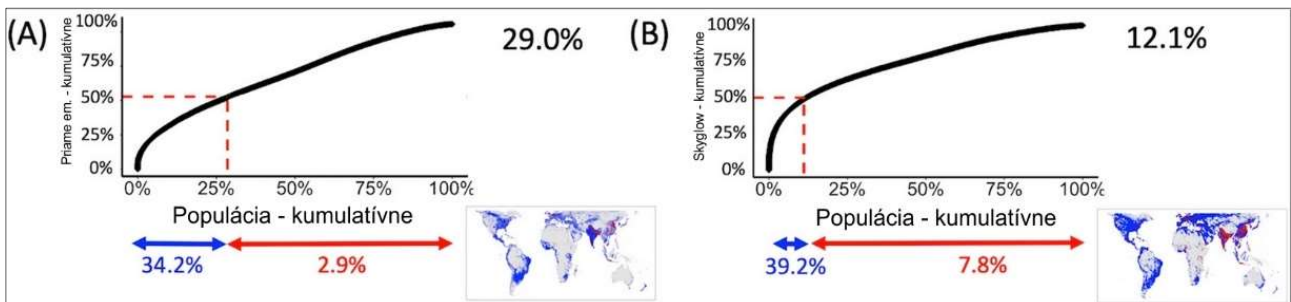 (A)
Priame em. - kumulatívne
100%
75%
50%
25%
0%
0% 25% 50% 75% 100%
Populácia - kumulatívne
34.2% 2.9%
29.0%
(B)
Skyglow - kumulatívne
100%
75%
50%
25%
0%
0% 25% 50% 75% 100%
Populácia - kumulatívne
39.2% 7.8%
12.1%